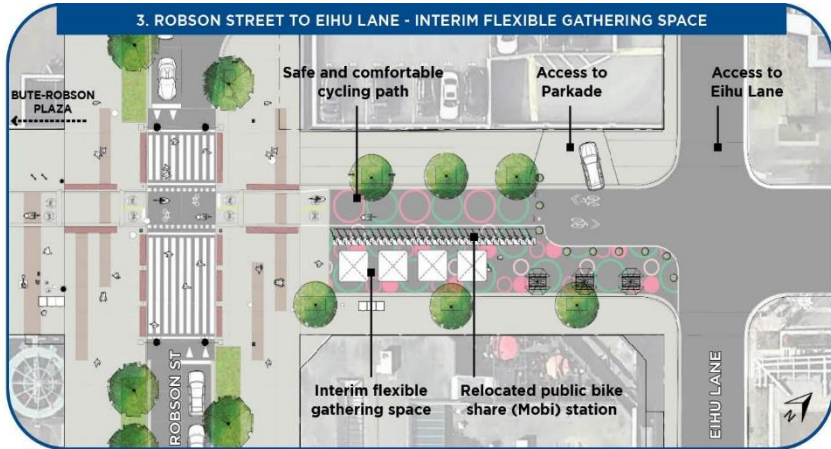 3. ROBSON STREET TO EIHU LANE - INTERIM FLEXIBLE GATHERING SPACE
Safe and comfortable
cycling path
Access to
Parkade
Access to
Eihu Lane
BUTE-ROBSON
PLAZA
ROBSON ST
Interim flexible
gathering space
Relocated public bike
share (Mobi) station
EIHU LANE
N